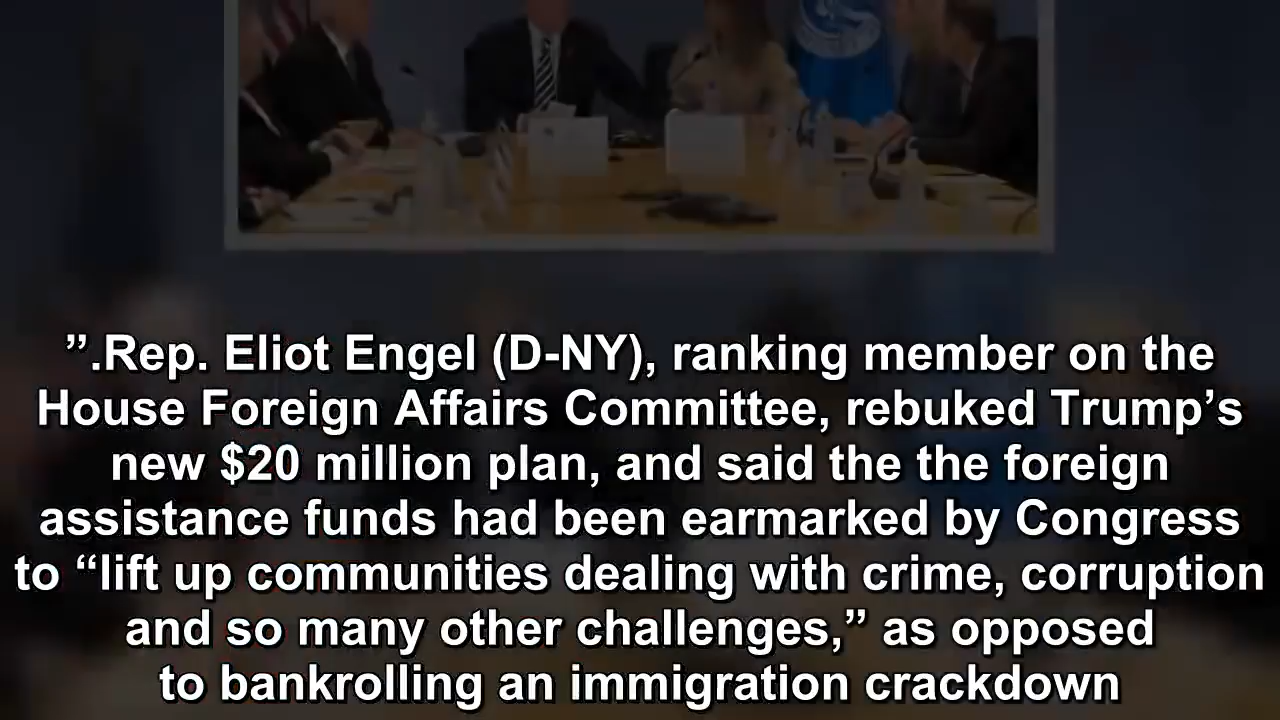 ”.Rep. Eliot Engel (D-NY), ranking member on the
House Foreign Affairs Committee, rebuked Trump’s
new $20 million plan, and said the the foreign
assistance funds had been earmarked by Congress
to “lift up communities dealing with crime, corruption
and so many other challenges,” as opposed
to bankrolling an immigration crackdown